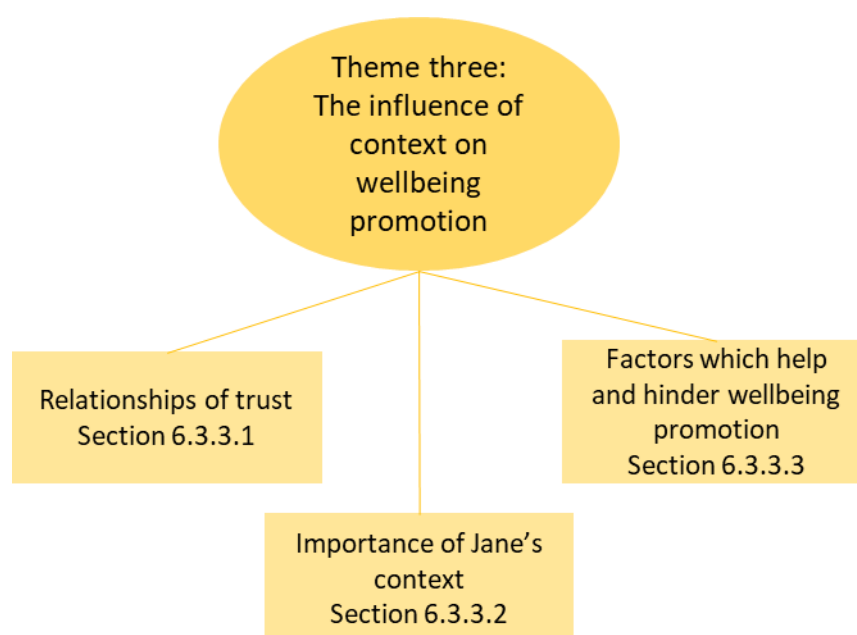 Theme three:
The influence of
context on
wellbeing
promotion
Relationships of trust
Section 6.3.3.1
Importance of Jane’s
context
Section 6.3.3.2
Factors which help
and hinder wellbeing
promotion
Section 6.3.3.3